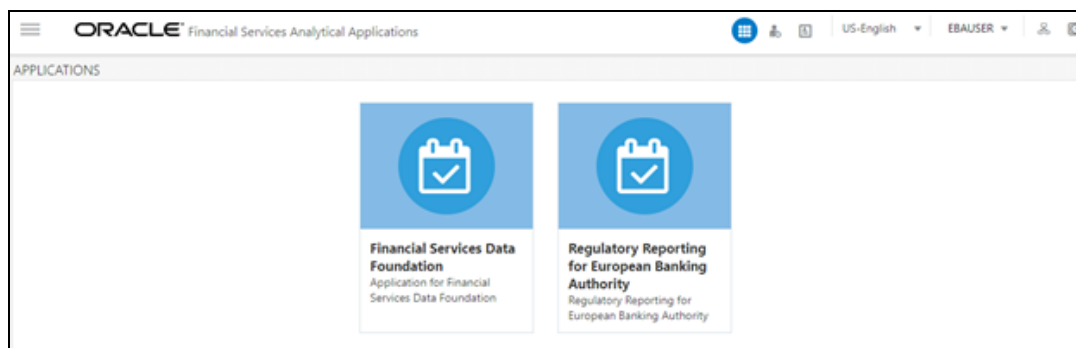 ORACLE Financial Services Analytical Applications
US-English
EBAUSER
APPLICATIONS
Financial Services Data
Foundation
Application for Financial
Services Data Foundation
Regulatory Reporting
for European Banking
Authority
Regulatory Reporting for
European Banking Authority